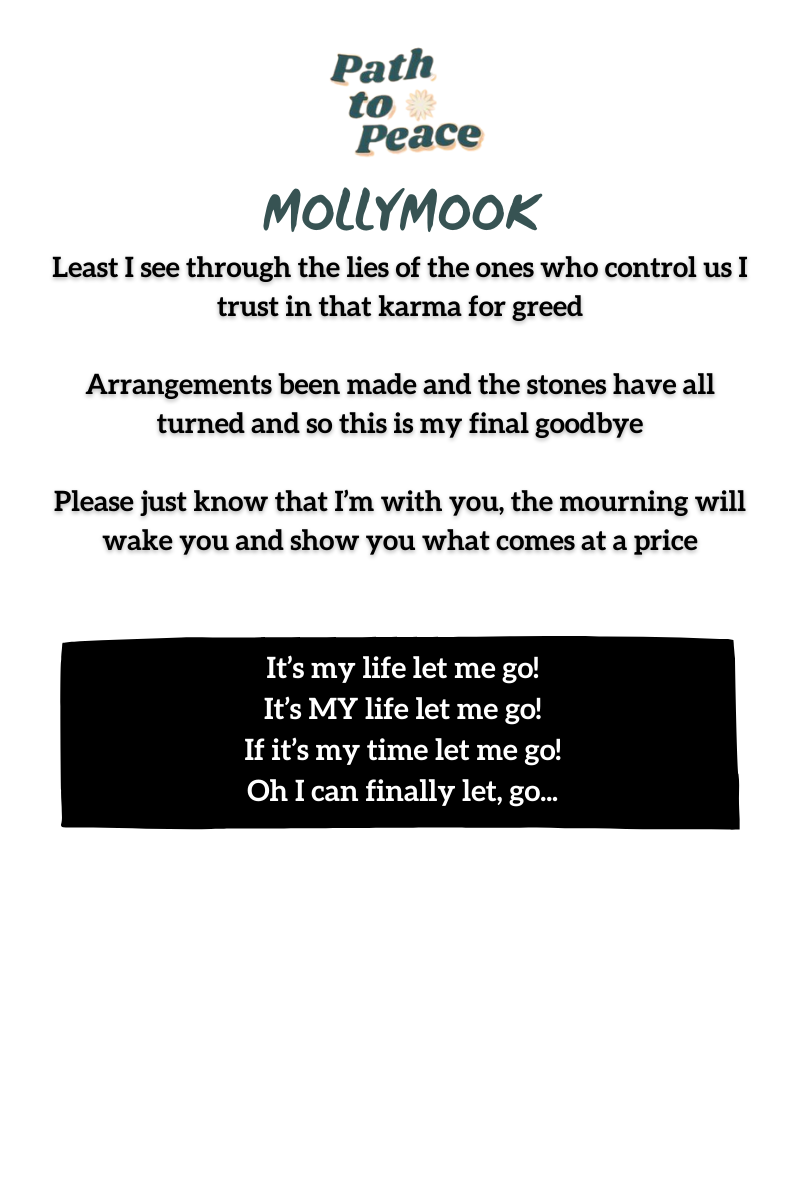 Path
to
Peace
MOLLYMOOK
Least I see through the lies of the ones who control us I
trust in that karma for greed
Arrangements been made and the stones have all
turned and so this is my final goodbye
Please just know that I’m with you, the mourning will
wake you and show you what comes at a price
It’s my life let me go!
It’s MY life let me go!
If it’s my time let me go!
Oh I can finally let, go...